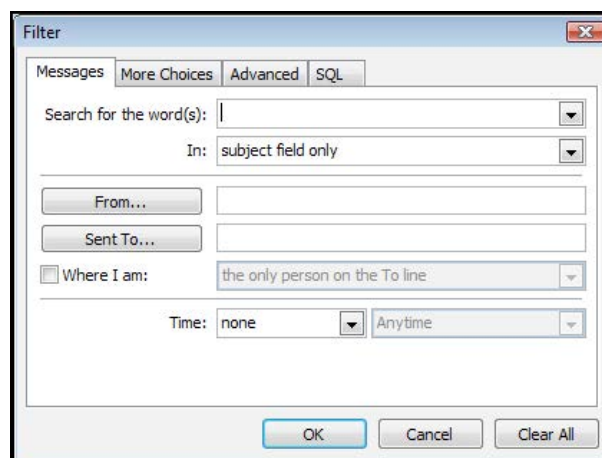 Filter
Messages More Choices Advanced SQL
Search for the word(s):
In: subject field only
From...
Sent To...
Where I am: the only person on the To line
Time: none Anytime
OK Cancel Clear All